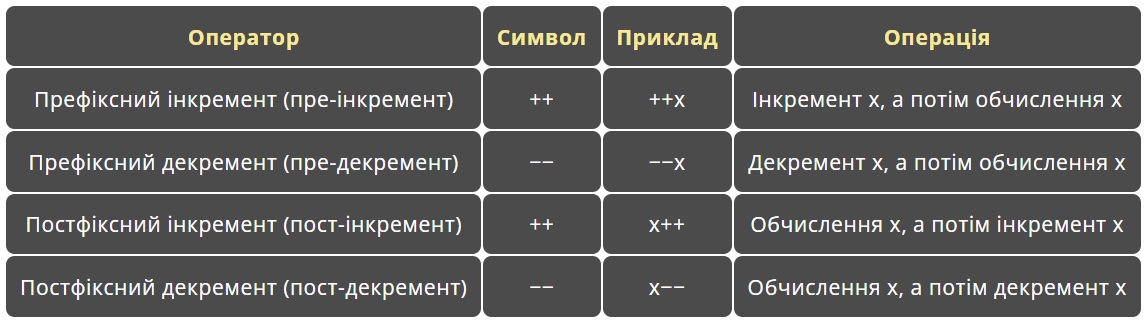 Оператор Символ Приклад Операція
Префіксний інкремент (пре-інкремент) ++ ++x Інкремент x, а потім обчислення x
Префіксний декремент (пре-декремент) −− −−x Декремент x, а потім обчислення x
Постфіксний інкремент (пост-інкремент) ++ x++ Обчислення x, а потім інкремент x
Постфіксний декремент (пост-декремент) −− x−− Обчислення x, а потім декремент x